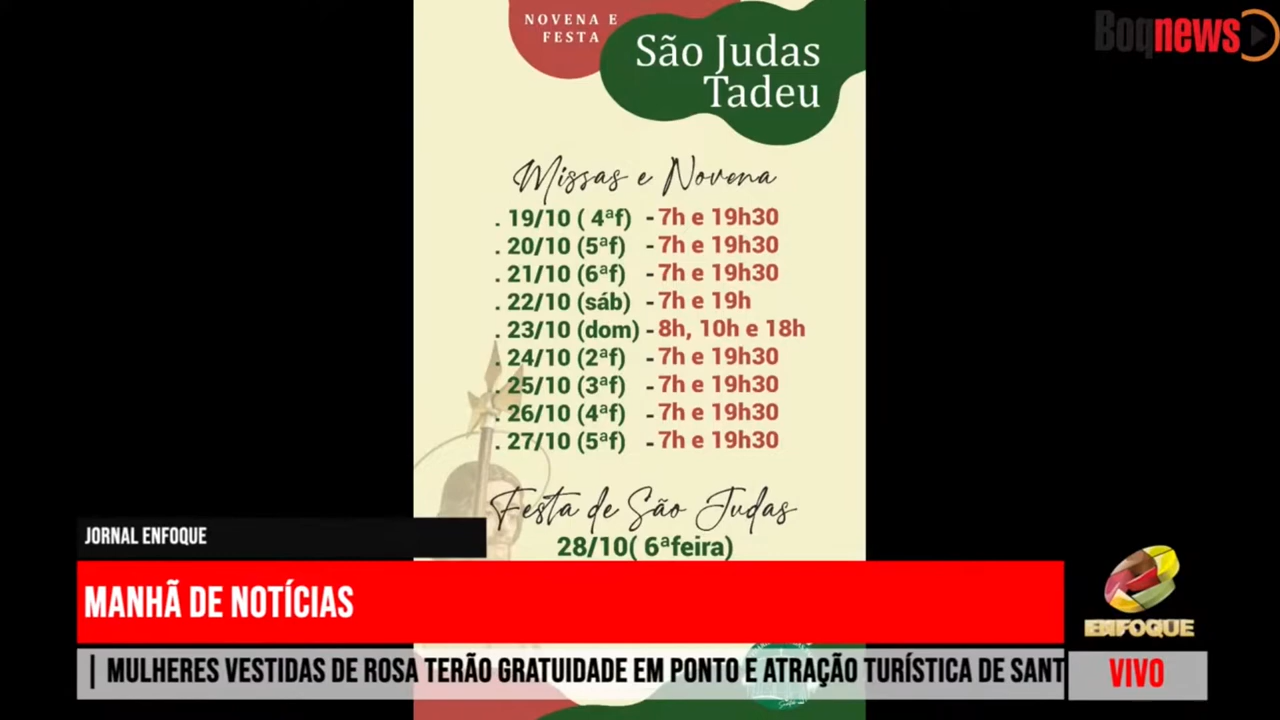 NOVENA E
FESTA
São Judas
Tadeu
Boqnews
Missas e Novena
. 19/10 ( 4ªf) - 7h e 19h30
. 20/10 (5ªf) - 7h e 19h30
. 21/10 (6ªf) - 7h e 19h30
. 22/10 (sáb) - 7h e 19h
. 23/10 (dom) - 8h, 10h e 18h
. 24/10 (2ªf) - 7h e 19h30
. 25/10 (3ªf) - 7h e 19h30
. 26/10 (4ªf) - 7h e 19h30
. 27/10 (5ªf) - 7h e 19h30
Festa de São Judas
28/10( 6ªfeira)
JORNAL ENFOQUE
MANHÃ DE NOTÍCIAS
ENFOQUE
| MULHERES VESTIDAS DE ROSA TERÃO GRATUIDADE EM PONTO E ATRAÇÃO TURÍSTICA DE SANT
VIVO